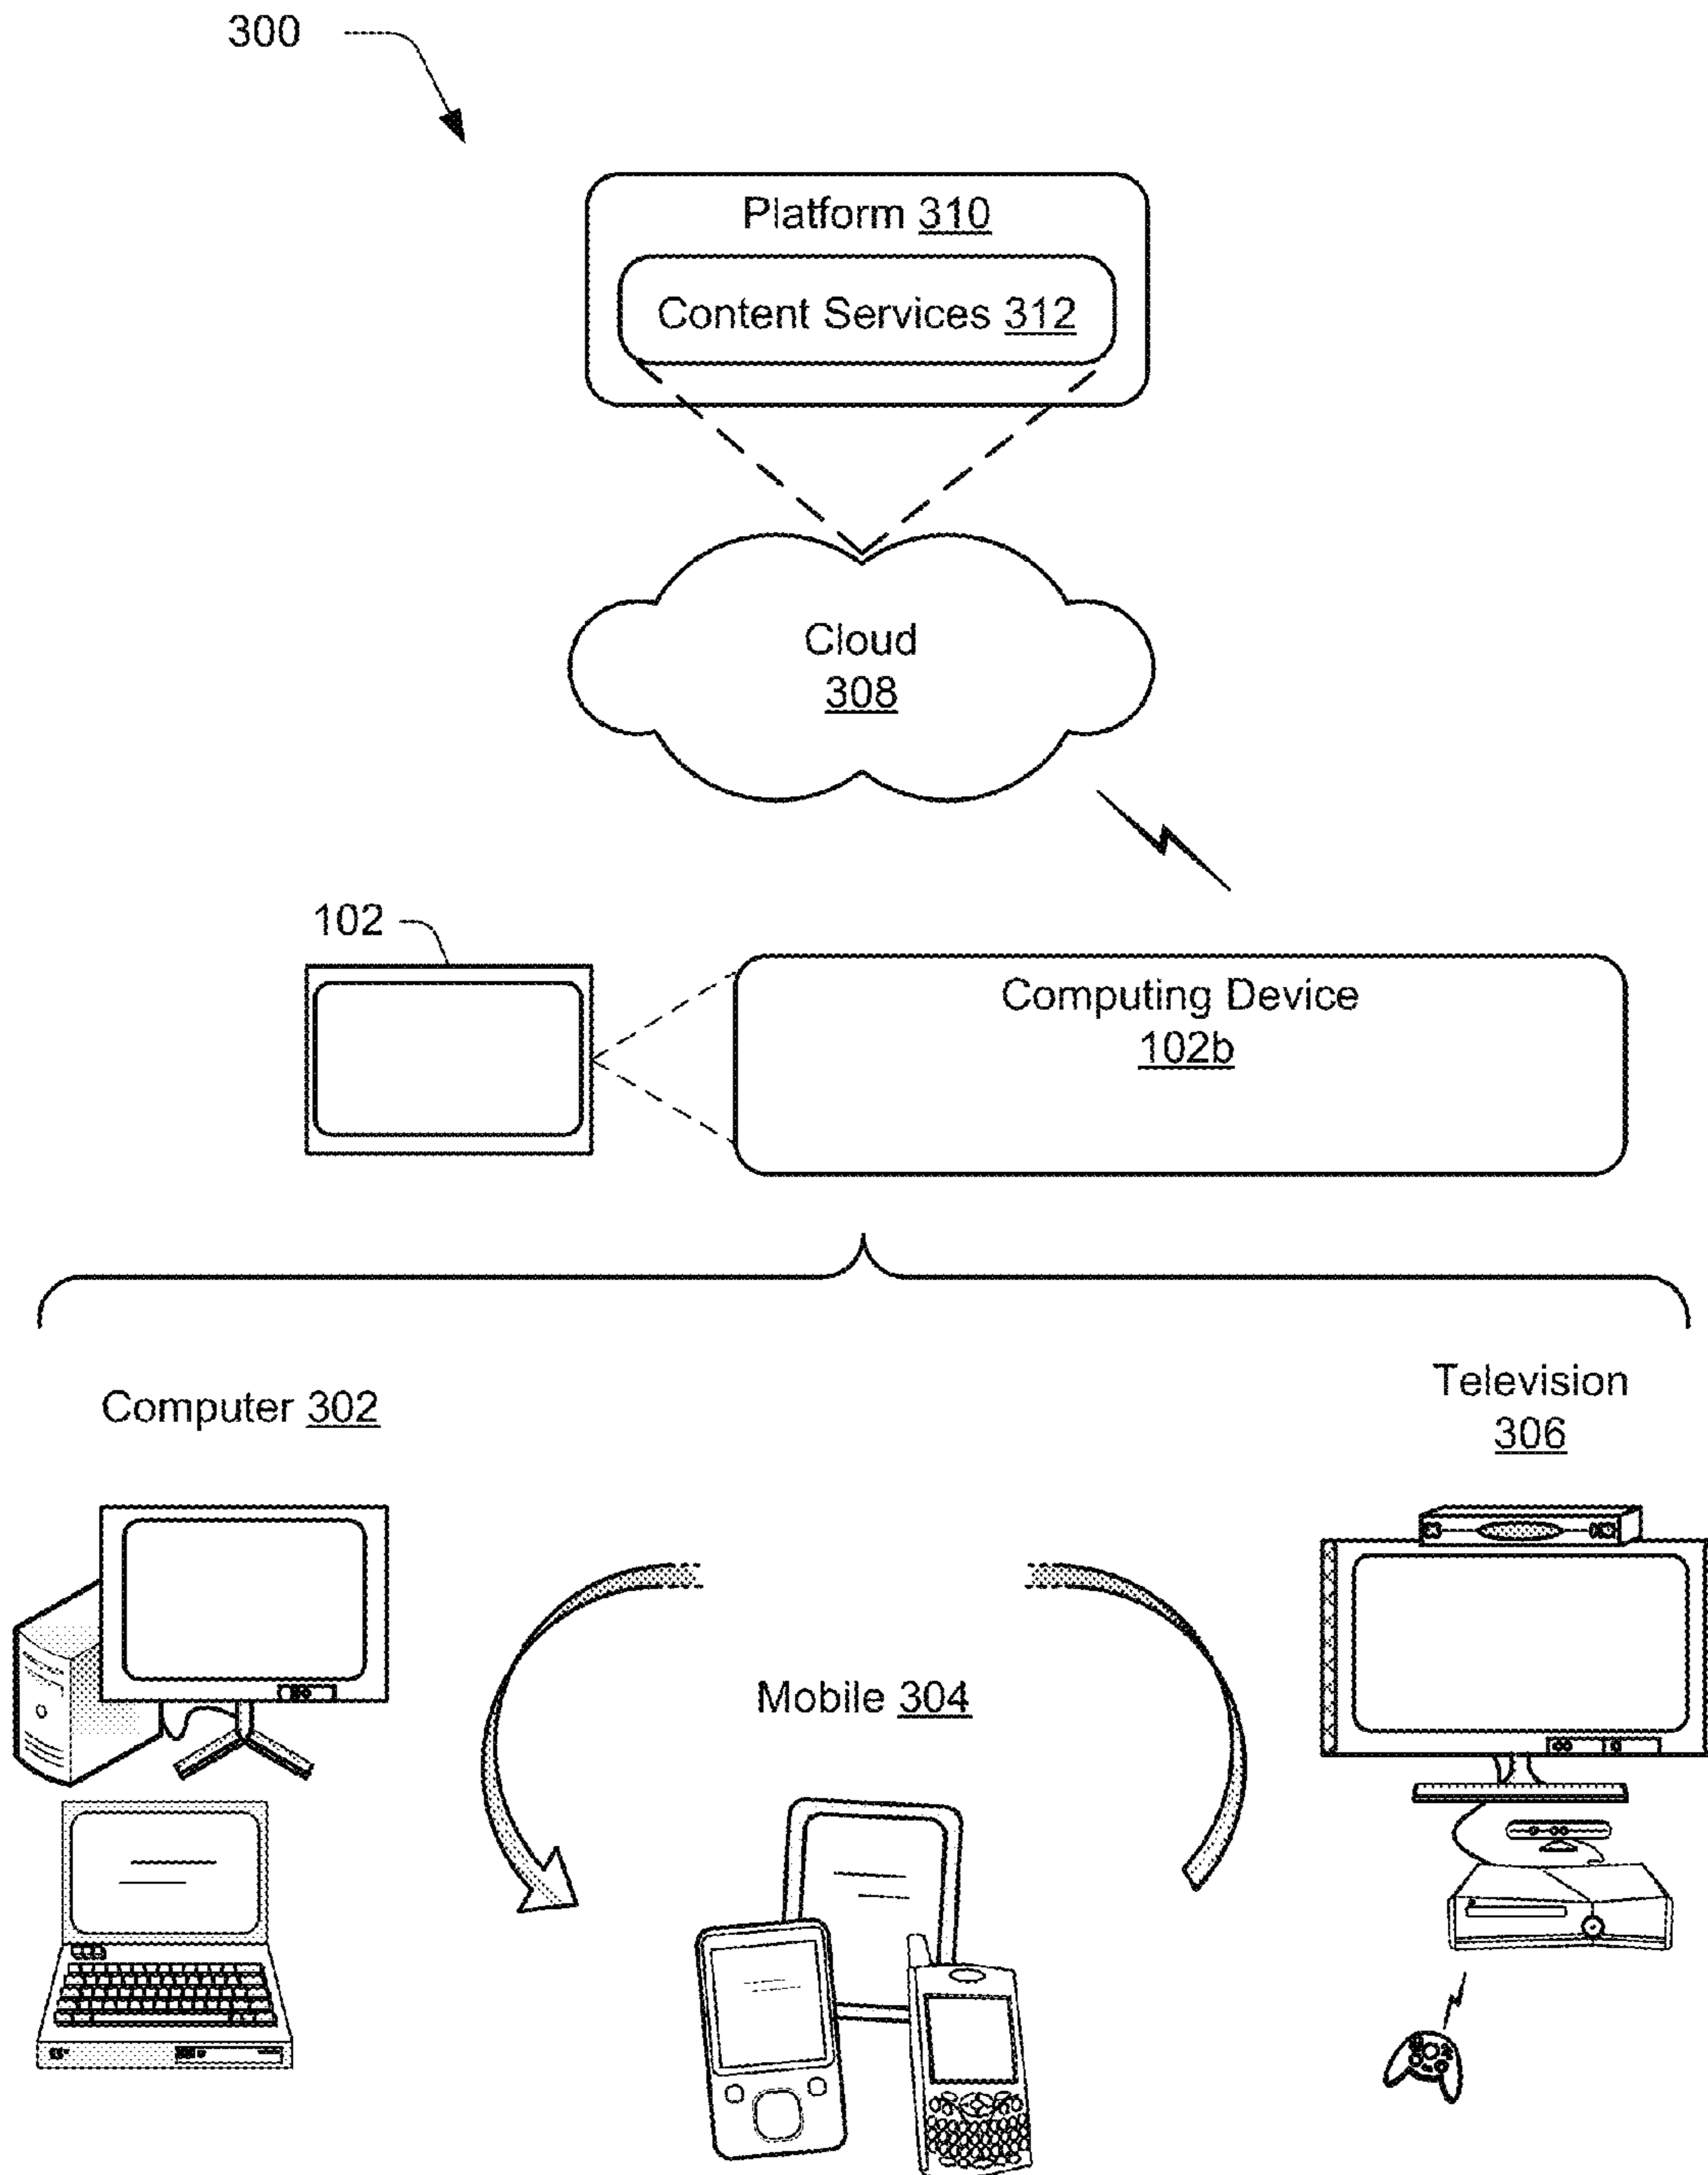 300
Platform 310
Content Services 312
Cloud
308
102
Computing Device
102b
Computer 302
Television
306
Mobile 304